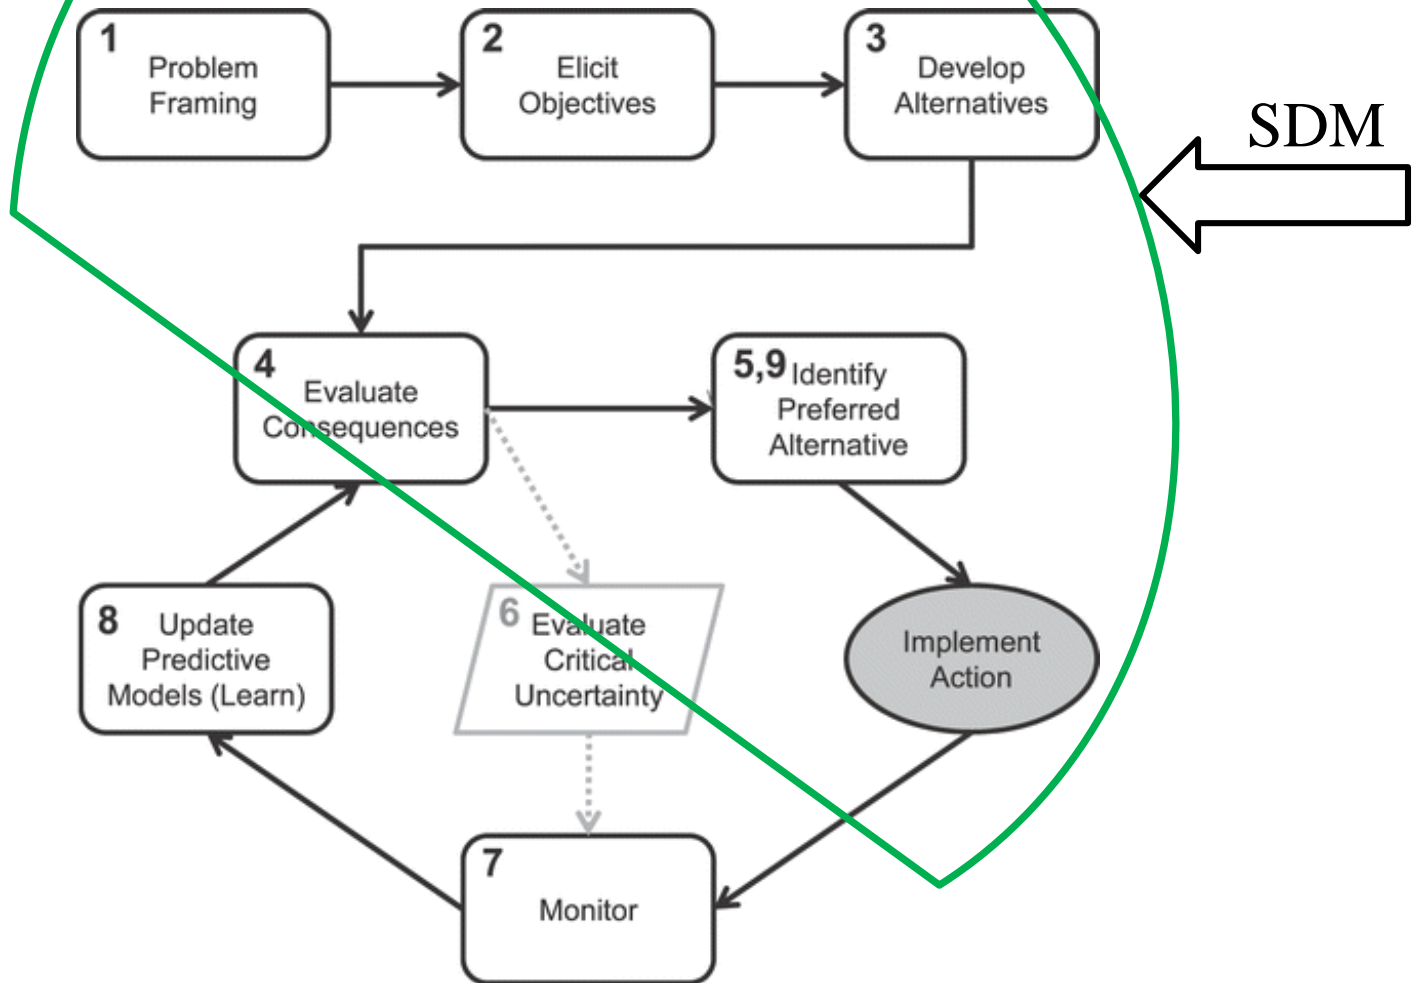 1
Problem
Framing
2
Elicit
Objectives
3
Develop
Alternatives
SDM
4
Evaluate
Consequences
5,9
Identify
Preferred
Alternative
8
Update
Predictive
Models (Learn)
6
Evaluate
Critical
Uncertainty
Implement
Action
7
Monitor